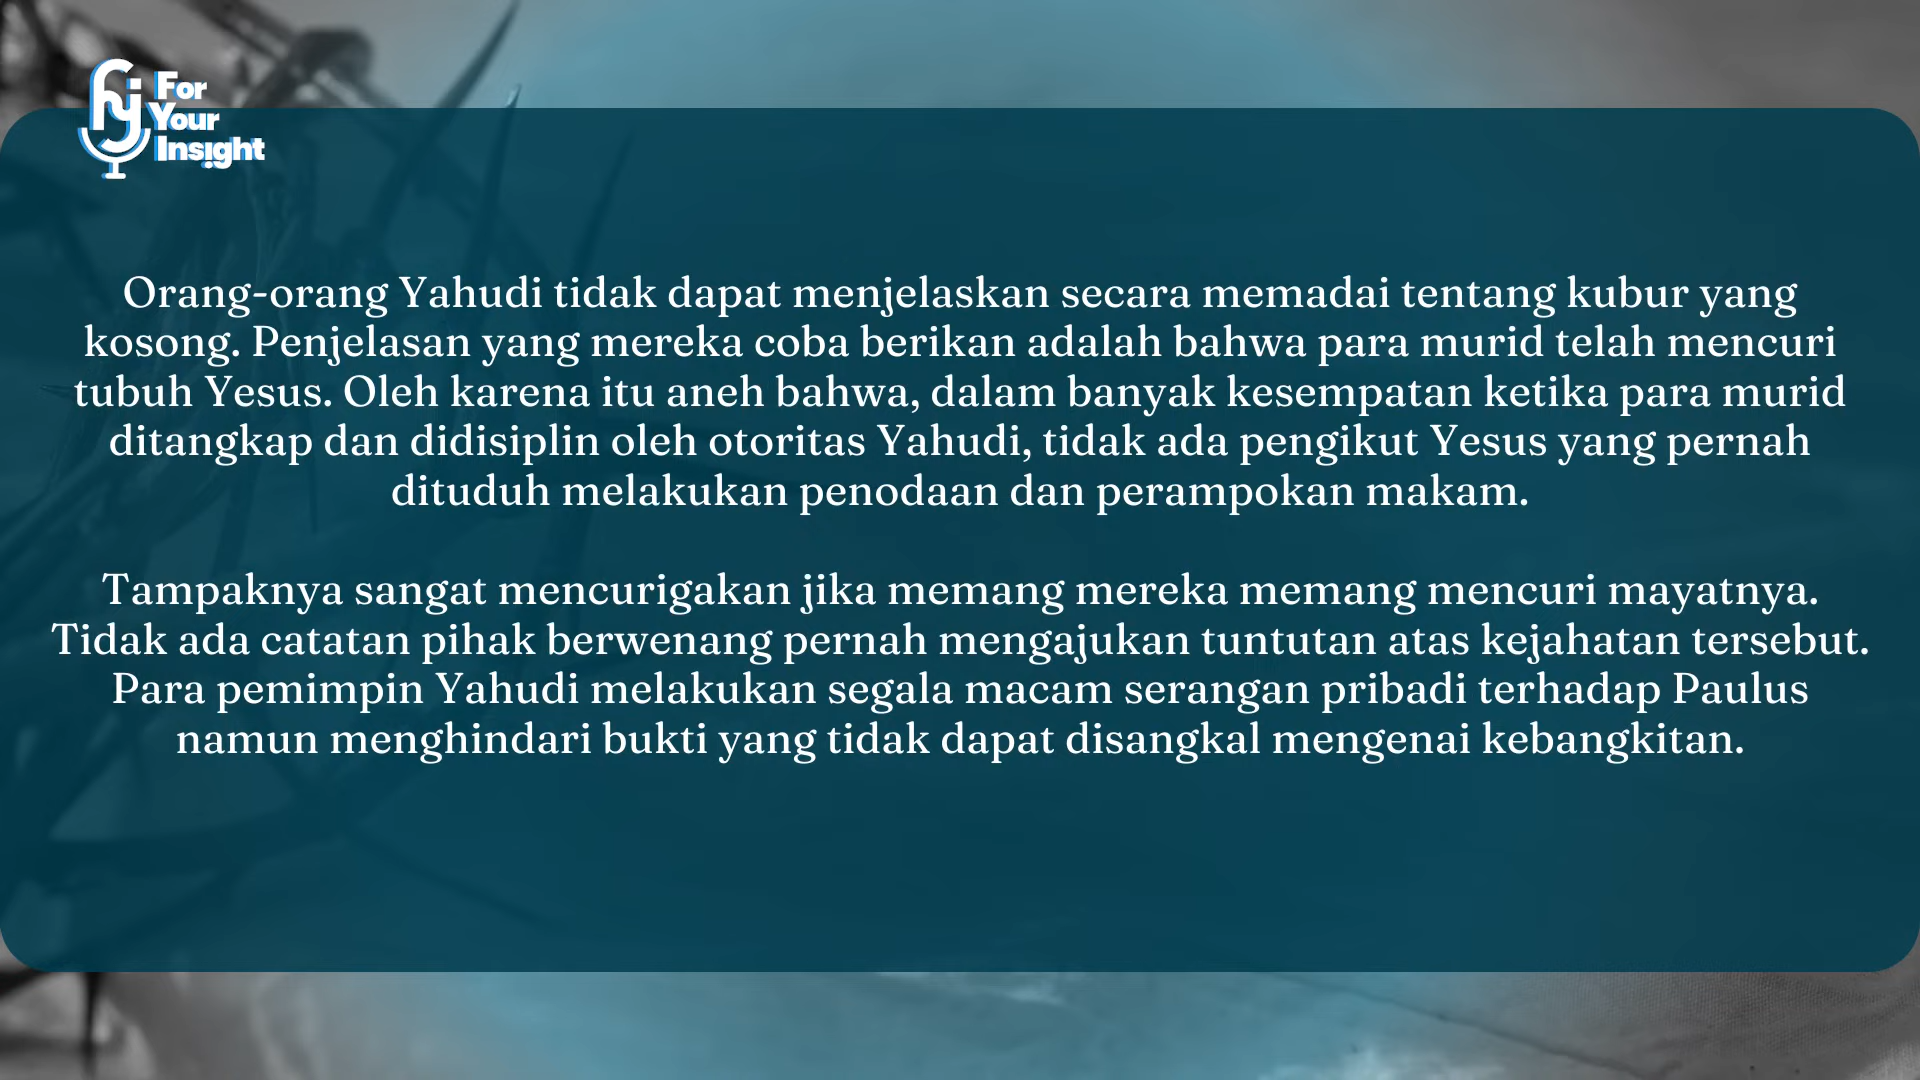 For
Your
Insight
Orang-orang Yahudi tidak dapat menjelaskan secara memadai tentang kubur yang
kosong. Penjelasan yang mereka coba berikan adalah bahwa para murid telah mencuri
tubuh Yesus. Oleh karena itu aneh bahwa, dalam banyak kesempatan ketika para murid
ditangkap dan didisiplin oleh otoritas Yahudi, tidak ada pengikut Yesus yang pernah
dituduh melakukan penodaan dan perampokan makam.
Tampaknya sangat mencurigakan jika memang mereka memang mencuri mayatnya.
Tidak ada catatan pihak berwenang pernah mengajukan tuntutan atas kejahatan tersebut.
Para pemimpin Yahudi melakukan segala macam serangan pribadi terhadap Paulus
namun menghindari bukti yang tidak dapat disangkal mengenai kebangkitan.